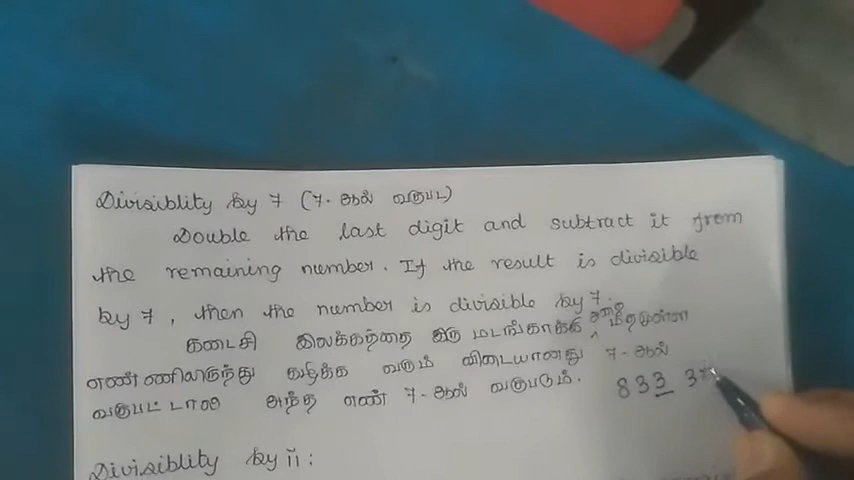 Divisiblity by 7 (7-ஆல் வகுபட)
Double the last digit and subtract it from
the remaining number. If the result is divisible
by 7, then the number is divisible by 7.
கடைசி இலக்கத்தை இரு மடங்காக்கி அதை மீதமுள்ள
எண்ணிலிருந்து கழிக்க வரும் விடையானது 7-ஆல்
வகுபட்டால் அந்த எண் 7-ஆல் வகுபடும். 833 3×
Divisiblity by 11: